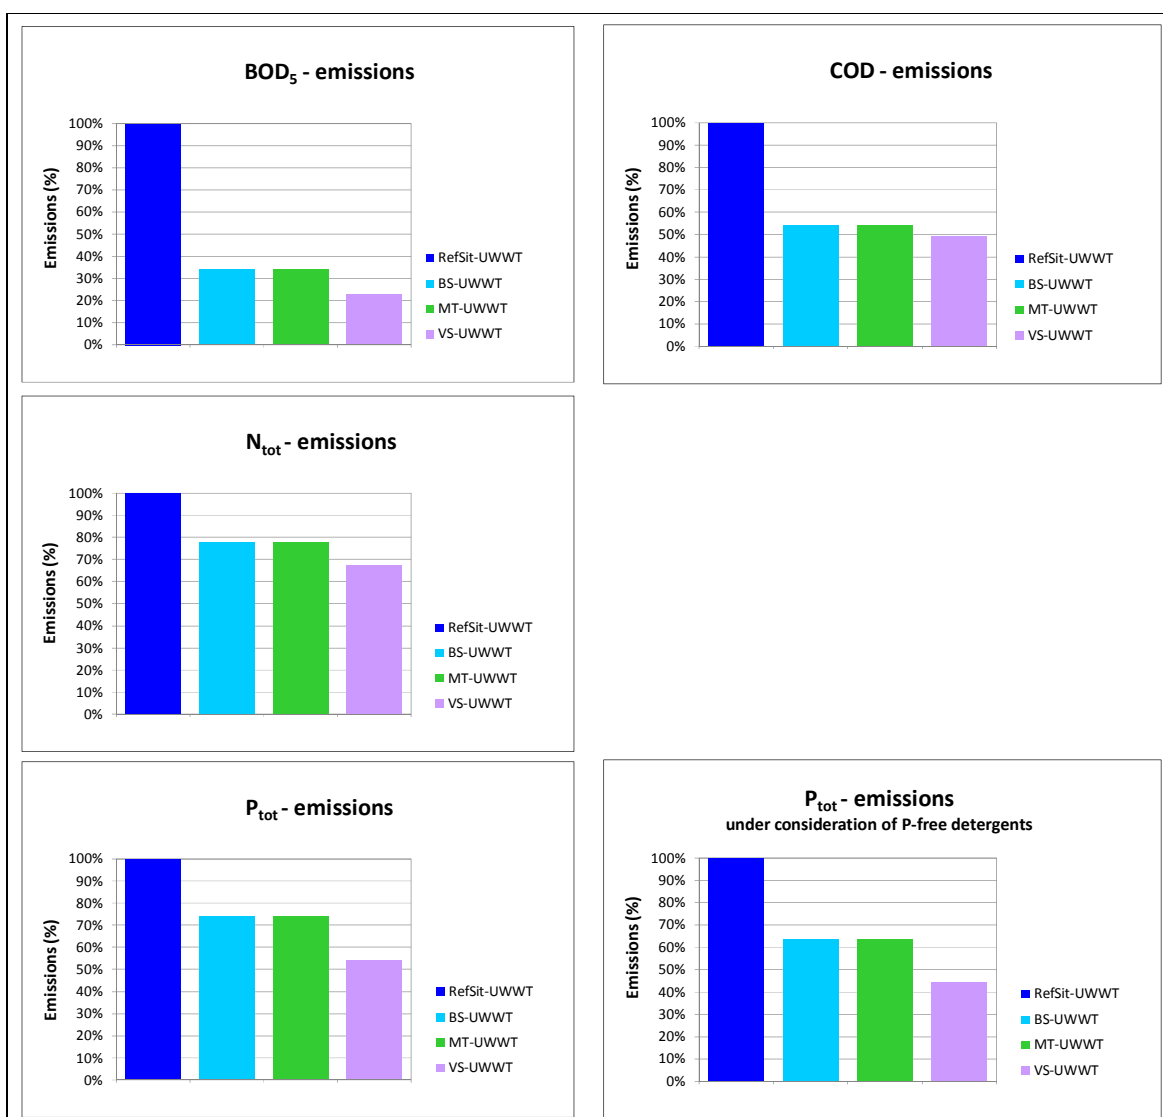 BOD5 - emissions
Emissions (%)
100%
90%
80%
70%
60%
50%
40%
30%
20%
10%
0%
RefSit-UWWT
BS-UWWT
MT-UWWT
VS-UWWT
COD - emissions
Emissions (%)
100%
90%
80%
70%
60%
50%
40%
30%
20%
10%
0%
RefSit-UWWT
BS-UWWT
MT-UWWT
VS-UWWT
Ntot - emissions
Emissions (%)
100%
90%
80%
70%
60%
50%
40%
30%
20%
10%
0%
RefSit-UWWT
BS-UWWT
MT-UWWT
VS-UWWT
Ptot - emissions
Emissions (%)
100%
90%
80%
70%
60%
50%
40%
30%
20%
10%
0%
RefSit-UWWT
BS-UWWT
MT-UWWT
VS-UWWT
Ptot - emissions
under consideration of P-free detergents
Emissions (%)
100%
90%
80%
70%
60%
50%
40%
30%
20%
10%
0%
RefSit-UWWT
BS-UWWT
MT-UWWT
VS-UWWT